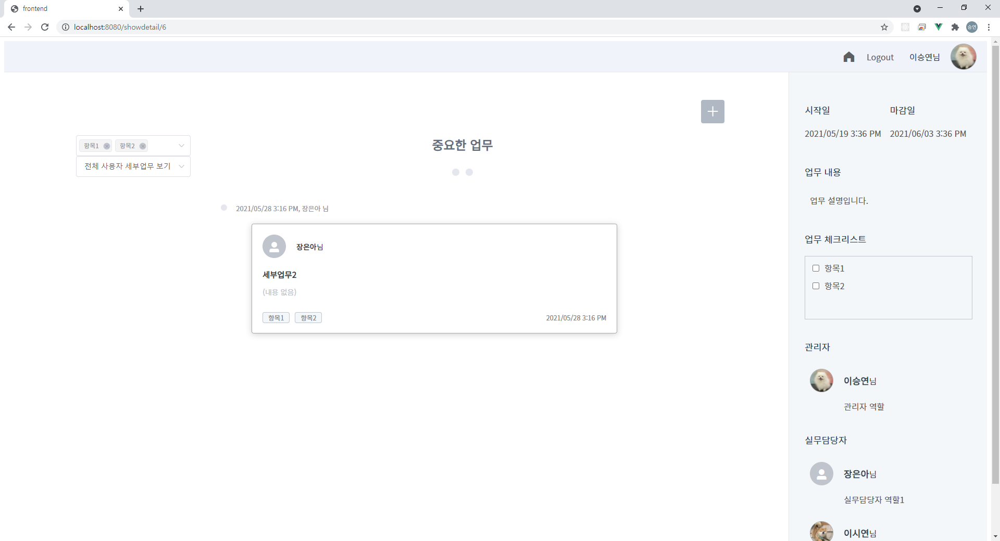 frontend
localhost:8080/showdetail/6
승연
Logout
이승연님
항목1 항목2
전체 사용자 세부업무 보기
중요한 업무
2021/05/28 3:16 PM, 장은아 님
장은아님
세부업무2
(내용 없음)
항목1 항목2
2021/05/28 3:16 PM
시작일 마감일
2021/05/19 3:36 PM 2021/06/03 3:36 PM
업무 내용
업무 설명입니다.
업무 체크리스트
항목1
항목2
관리자
이승연님
관리자 역할
실무담당자
장은아님
실무담당자 역할1
이시연님